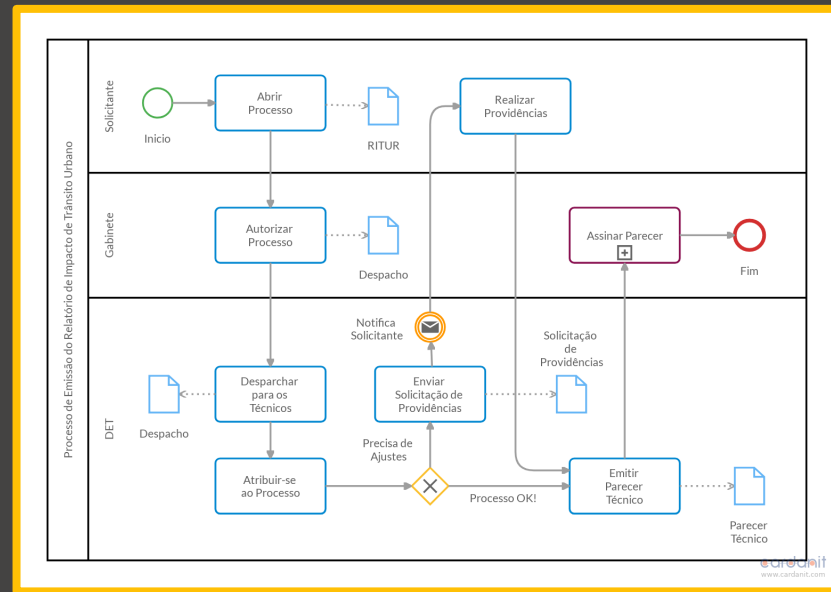 Processo de Emissão do Relatório de Impacto de Trânsito Urbano
Solicitante
Inicio
Abrir
Processo
RITUR
Realizar
Providências
Gabinete
Autorizar
Processo
Despacho
Assinar Parecer
Fim
DET
Notifica
Solicitante
Solicitação
de
Providências
Desparchar
para os
Técnicos
Despacho
Enviar
Solicitação de
Providências
Precisa de
Ajustes
Atribuir-se
ao Processo
Processo OK!
Emitir
Parecer
Técnico
Parecer
Técnico
cardanit
www.cardanit.com